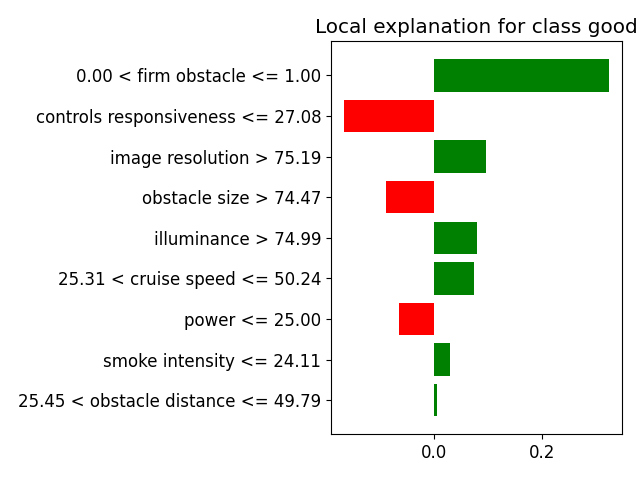 Local explanation for class good
0.00 < firm obstacle <= 1.00
controls responsiveness <= 27.08
image resolution > 75.19
obstacle size > 74.47
illuminance > 74.99
25.31 < cruise speed <= 50.24
power <= 25.00
smoke intensity <= 24.11
25.45 < obstacle distance <= 49.79
0.0 0.2